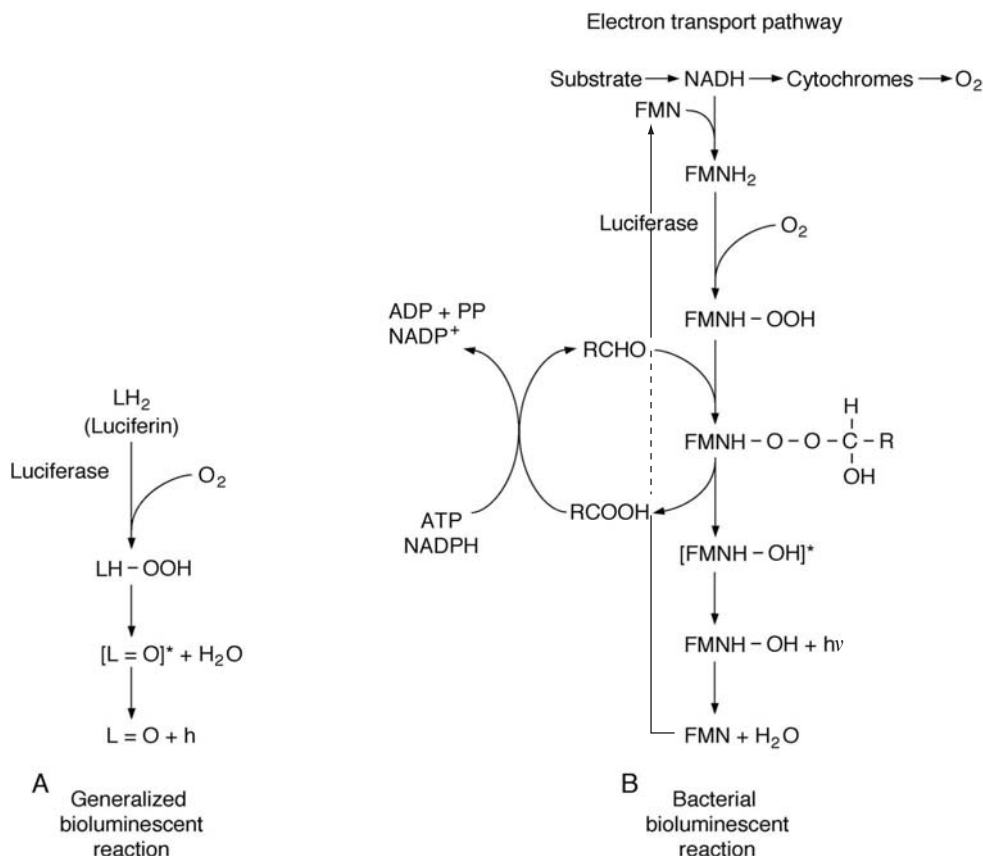 Electron transport pathway
Substrate → NADH → Cytochromes → O₂
FMN
FMNH₂
Luciferase
O₂
FMNH – OOH
ADP + PP
NADP⁺
RCHO
H
FMNH – O – O – C – R
OH
ATP
NADPH
RCOOH
[FMNH – OH]*
FMNH – OH + hν
FMN + H₂O
LH₂
(Luciferin)
Luciferase
O₂
LH – OOH
[L = O]* + H₂O
L = O + h
A
Generalized
bioluminescent
reaction
B
Bacterial
bioluminescent
reaction